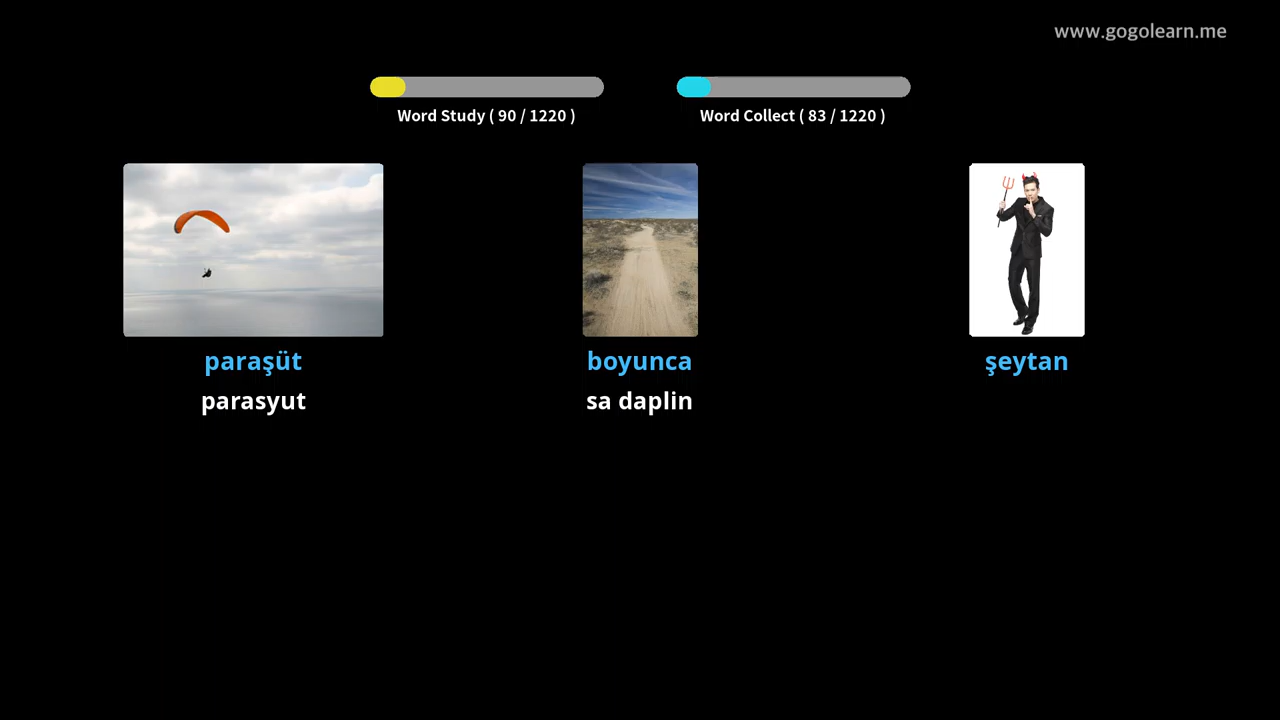 www.gogolearn.me
Word Study ( 90 / 1220 )
Word Collect ( 83 / 1220 )
paraşüt
boyunca
şeytan
parasyut
sa daplin